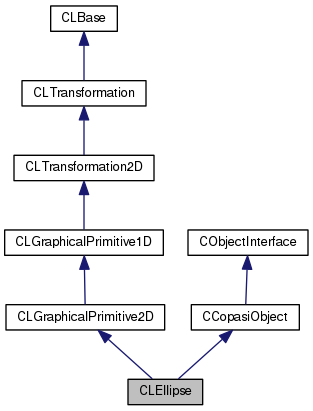 CLBase
CLTransformation
CLTransformation2D
CLGraphicalPrimitive1D
CObjectInterface
CLGraphicalPrimitive2D
CCopasiObject
CLEllipse